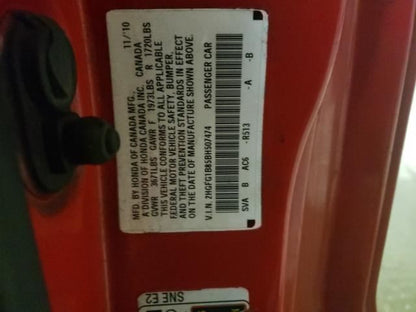 MFD. BY HONDA OF CANADA MFG. 11/'10
A DIVISION OF HONDA CANADA INC. CANADA
GVWR 3671LBS GAWR F 1973LBS R 1720LBS
THIS VEHICLE CONFORMS TO ALL APPLICABLE
FEDERAL MOTOR VEHICLE SAFETY, BUMPER,
AND THEFT PREVENTION STANDARDS IN EFFECT
ON THE DATE OF MANUFACTURE SHOWN ABOVE.
V.I.N. 2HGFG1B85BH507474 PASSENGER CAR
SVA B AC6 -R513 -A -B
SNE E2